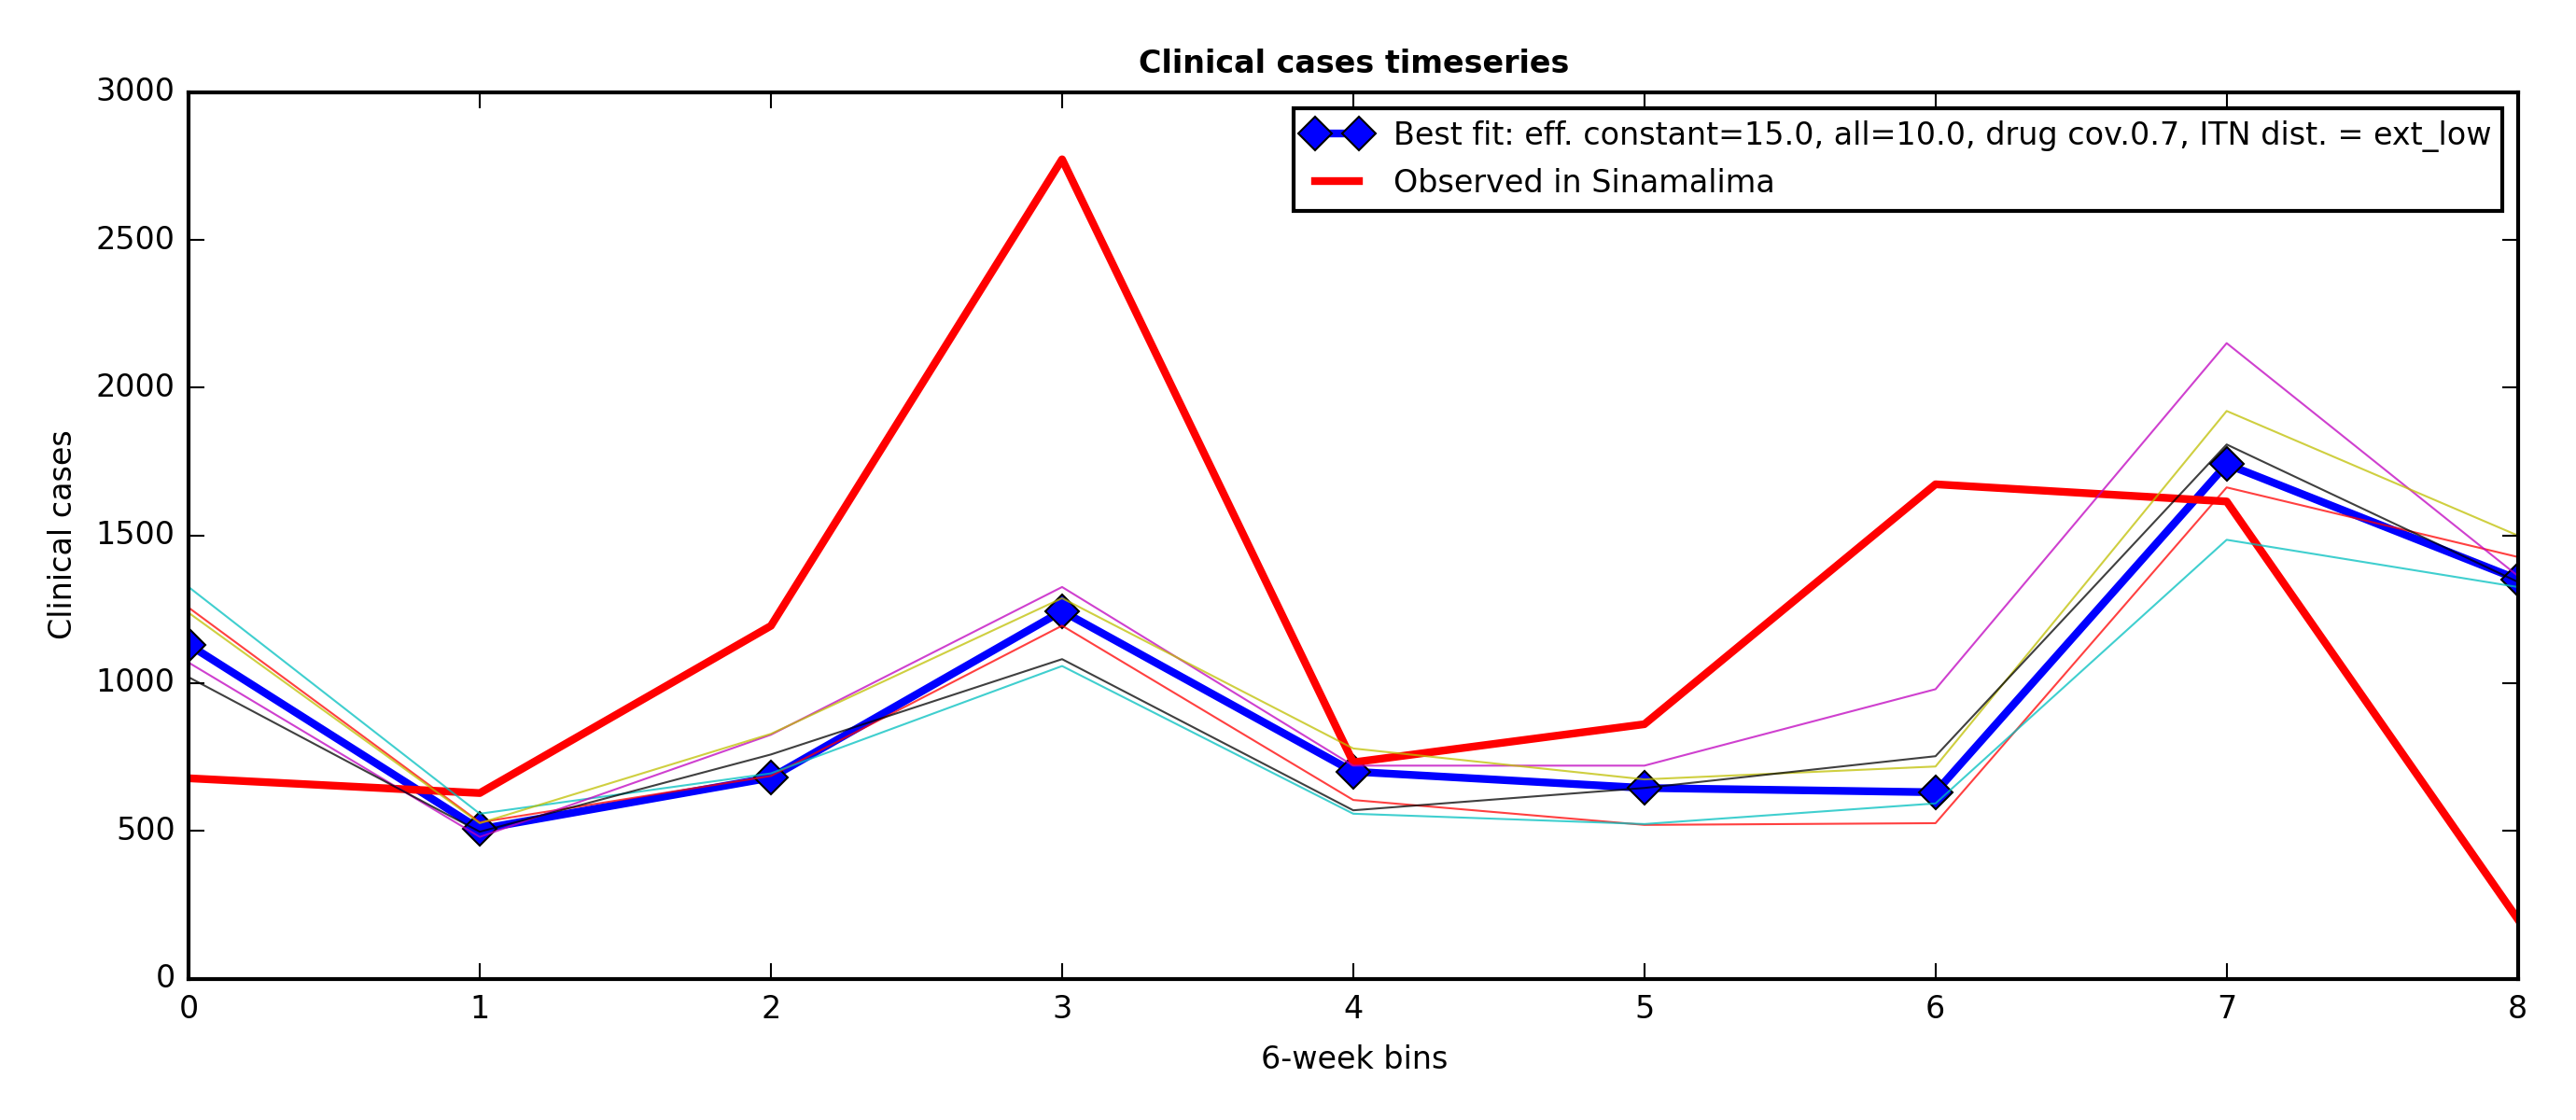 Clinical cases timeseries
3000
2500
2000
1500
1000
500
0
Clinical cases
Best fit: eff. constant=15.0, all=10.0, drug cov.0.7, ITN dist. = ext_low
Observed in Sinamalima
0 1 2 3 4 5 6 7 8
6-week bins